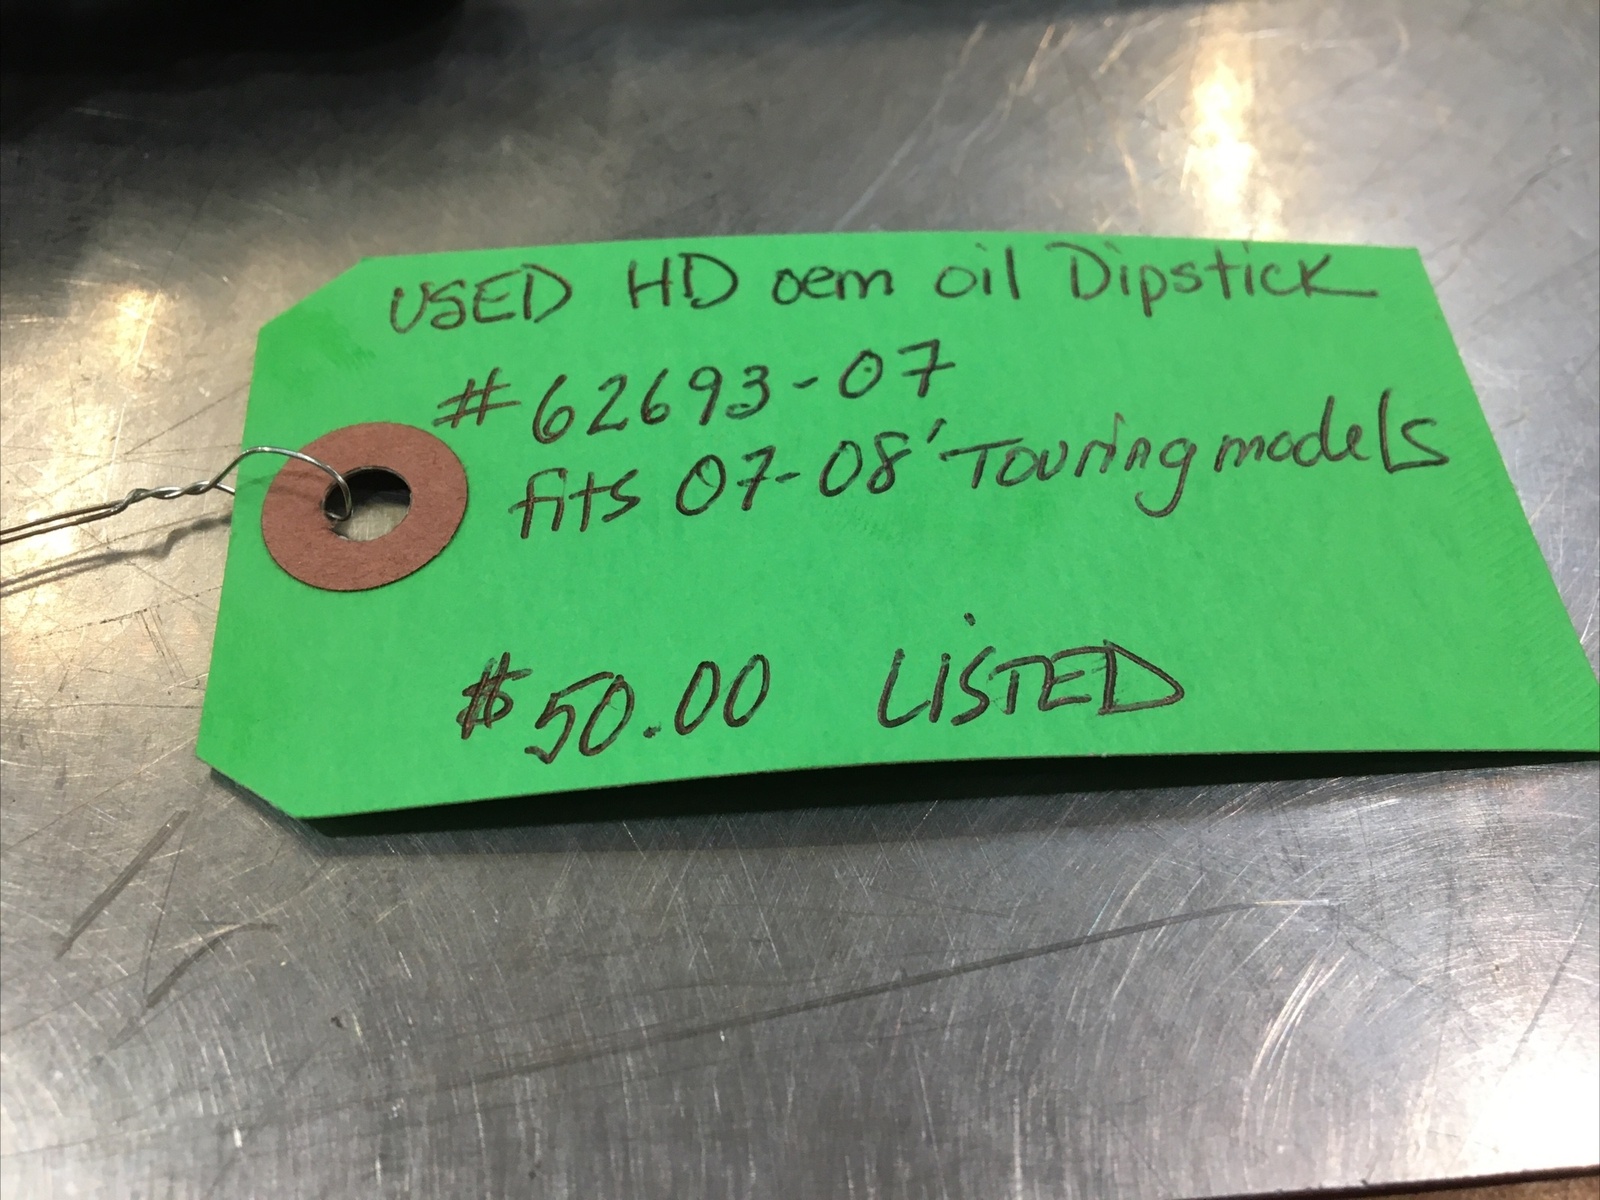 USED HD oem oil Dipstick
#62693-07
fits 07-08' Touring models
$50.00 LiSTED